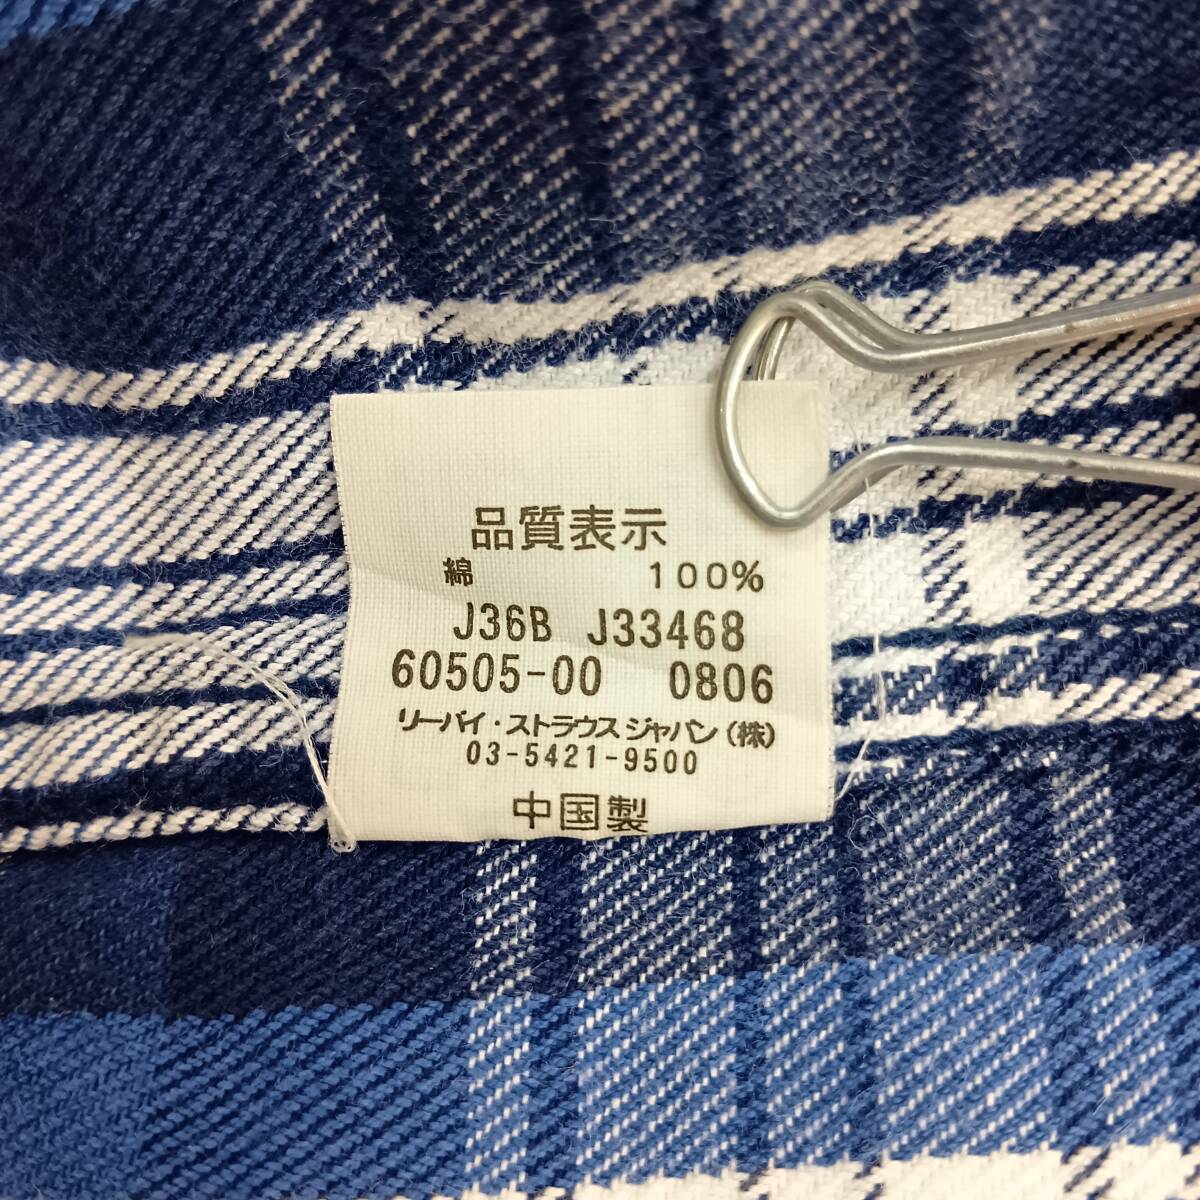 品質表示
綿 100%
J36B J33468
60505-00 0806
リーバイ・ストラウス ジャパン(株)
03-5421-9500
中国製